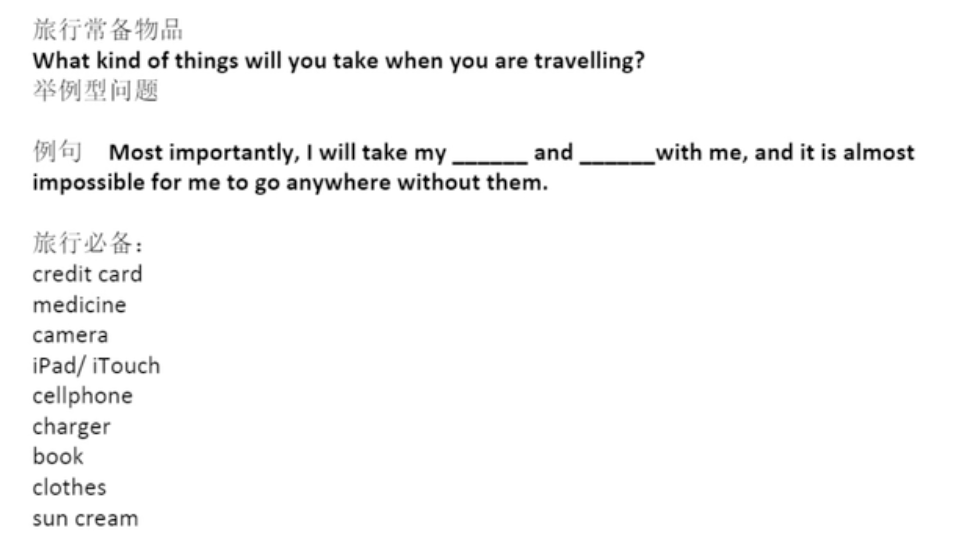 旅行常备物品
What kind of things will you take when you are travelling?
举例型问题
例句 Most importantly, I will take my ______ and ______with me, and it is almost
impossible for me to go anywhere without them.
旅行必备：
credit card
medicine
camera
iPad/ iTouch
cellphone
charger
book
clothes
sun cream